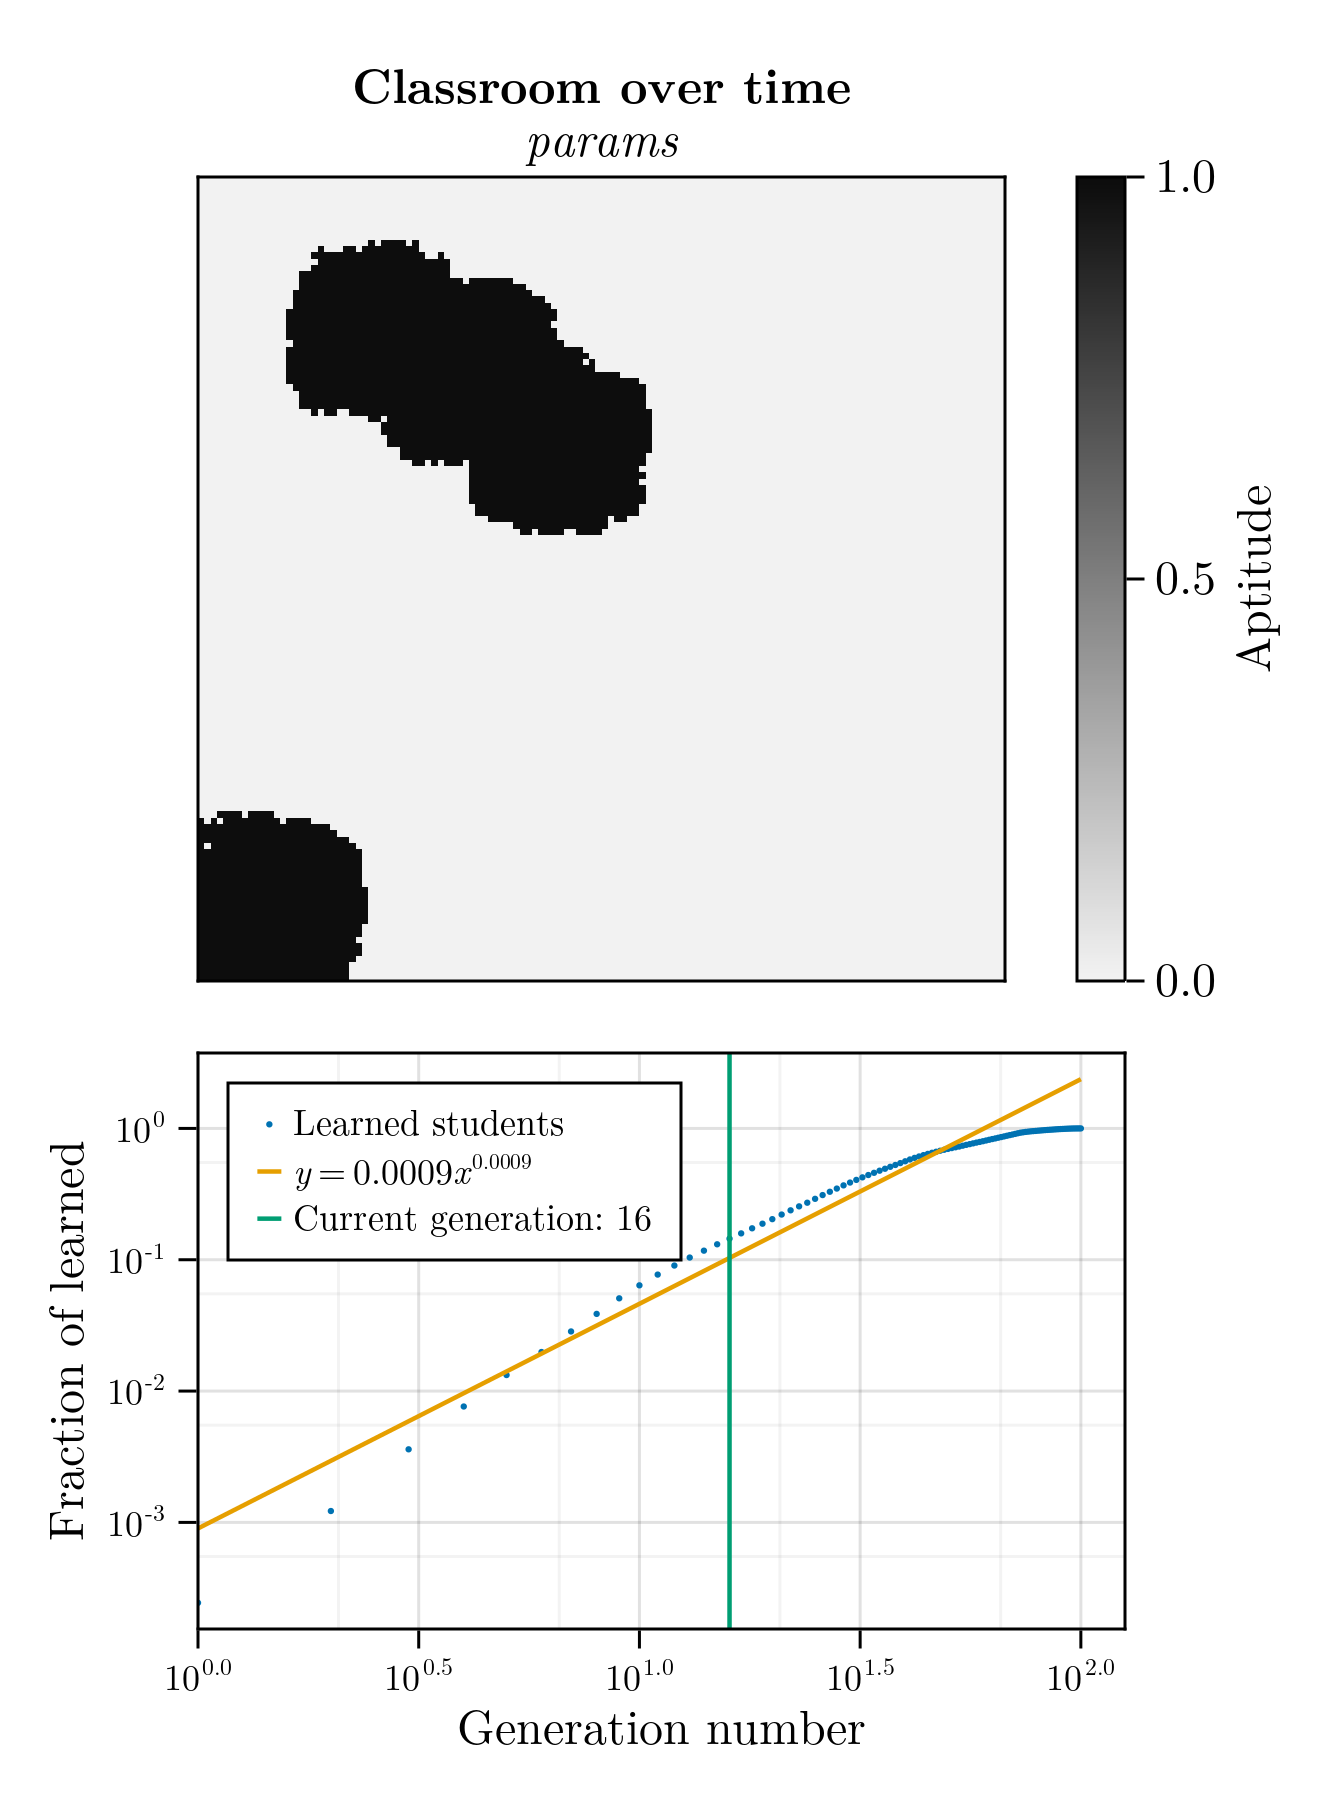 Classroom over time
params
1.0
0.5
0.0
Aptitude
Learned students
y = 0.0009x^0.0009
Current generation: 16
10^0
10^-1
10^-2
10^-3
Fraction of learned
10^0.0 10^0.5 10^1.0 10^1.5 10^2.0
Generation number